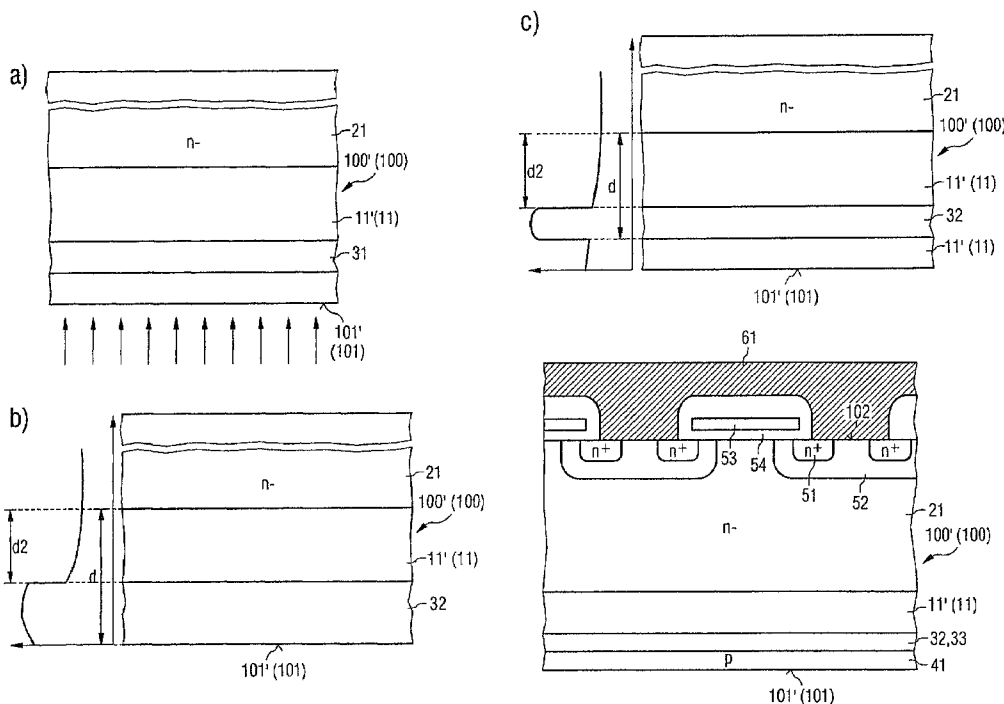 a)
n-
21
100' (100)
11'(11)
31
101'
(101)
b)
n-
21
100' (100)
d2
d
11' (11)
32
101' (101)
c)
21
100' (100)
d2
d
11' (11)
32
11' (11)
101' (101)
61
102
n+
n+
53
54
n+
51
n+
52
21
n-
100' (100)
11' (11)
32,33
p
41
101' (101)